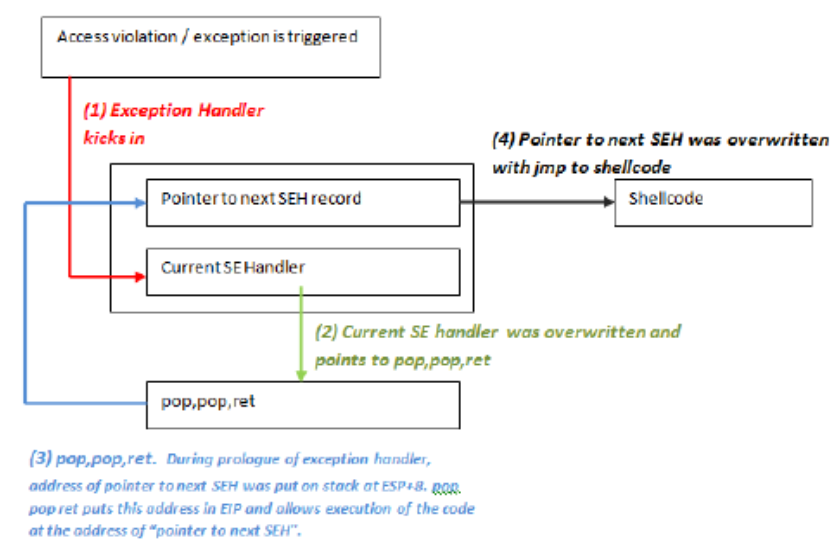 Access violation / exception is triggered
(1) Exception Handler
kicks in
(4) Pointer to next SEH was overwritten
with jmp to shellcode
Pointer to next SEH record
Shellcode
Current SE Handler
(2) Current SE handler was overwritten and
points to pop,pop,ret
pop,pop,ret
(3) pop,pop,ret. During prologue of exception handler,
address of pointer to next SEH was put on stack at ESP+8. pop
pop ret puts this address in EIP and allows execution of the code
at the address of “pointer to next SEH”.